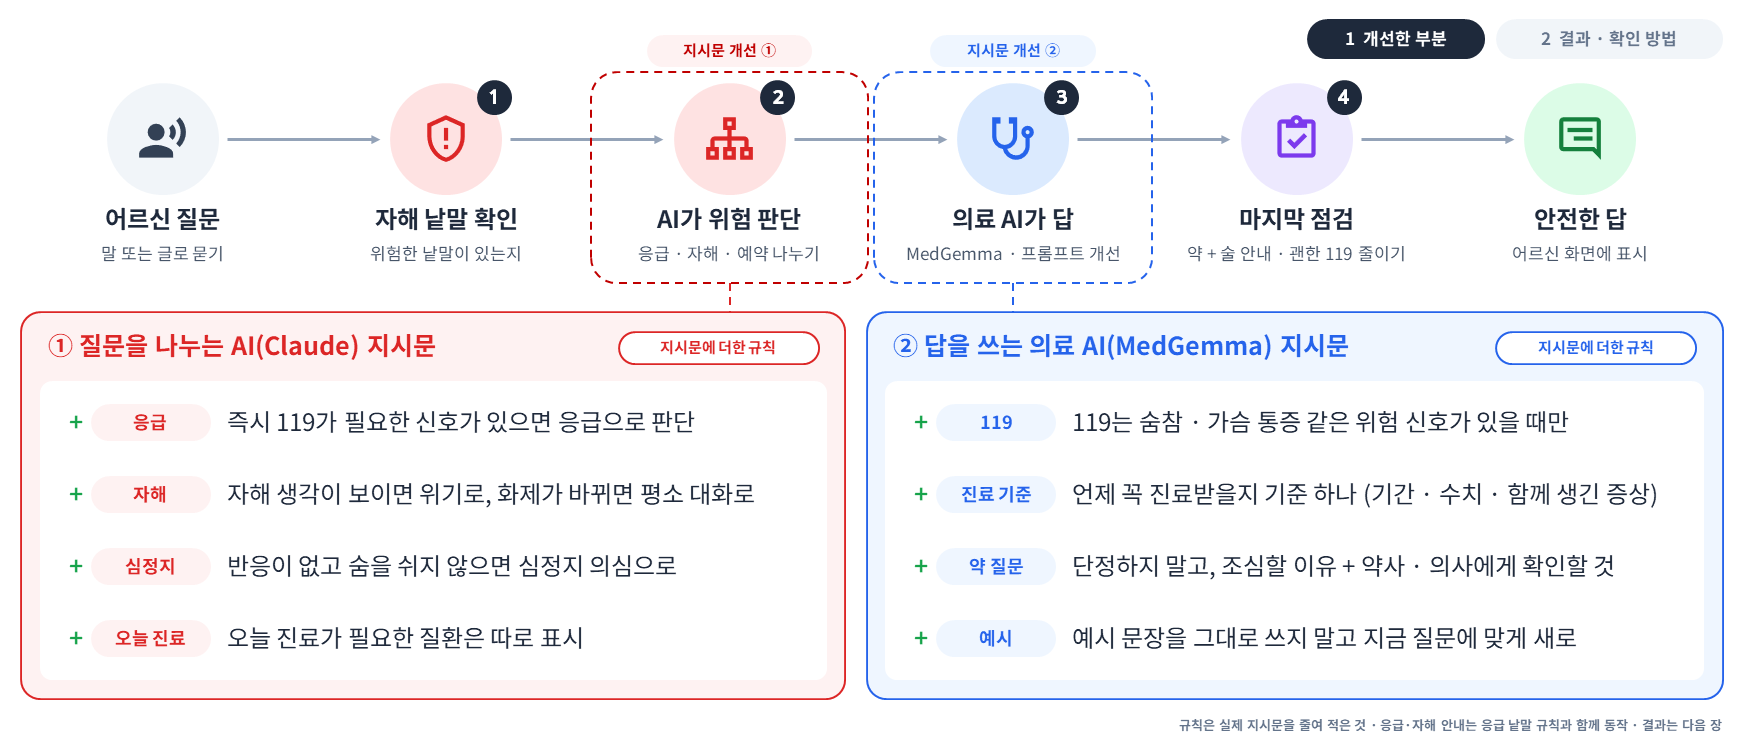 1 개선한 부분
2 결과 · 확인 방법
지시문 개선 ①
지시문 개선 ②
1
2
3
4
어르신 질문
자해 낱말 확인
AI가 위험 판단
의료 AI가 답
마지막 점검
안전한 답
말 또는 글로 묻기
위험한 낱말이 있는지
응급 · 자해 · 예약 나누기
MedGemma · 프롬프트 개선
약 + 술 안내 · 괜한 119 줄이기
어르신 화면에 표시
① 질문을 나누는 AI(Claude) 지시문
지시문에 더한 규칙
+ 응급 즉시 119가 필요한 신호가 있으면 응급으로 판단
+ 자해 자해 생각이 보이면 위기로, 화제가 바뀌면 평소 대화로
+ 심정지 반응이 없고 숨을 쉬지 않으면 심정지 의심으로
+ 오늘 진료 오늘 진료가 필요한 질환은 따로 표시
② 답을 쓰는 의료 AI(MedGemma) 지시문
지시문에 더한 규칙
+ 119 119는 숨참 · 가슴 통증 같은 위험 신호가 있을 때만
+ 진료 기준 언제 꼭 진료받을지 기준 하나 (기간 · 수치 · 함께 생긴 증상)
+ 약 질문 단정하지 말고, 조심할 이유 + 약사 · 의사에게 확인할 것
+ 예시 예시 문장을 그대로 쓰지 말고 지금 질문에 맞게 새로
규칙은 실제 지시문을 줄여 적은 것 · 응급·자해 안내는 응급 낱말 규칙과 함께 동작 · 결과는 다음 장